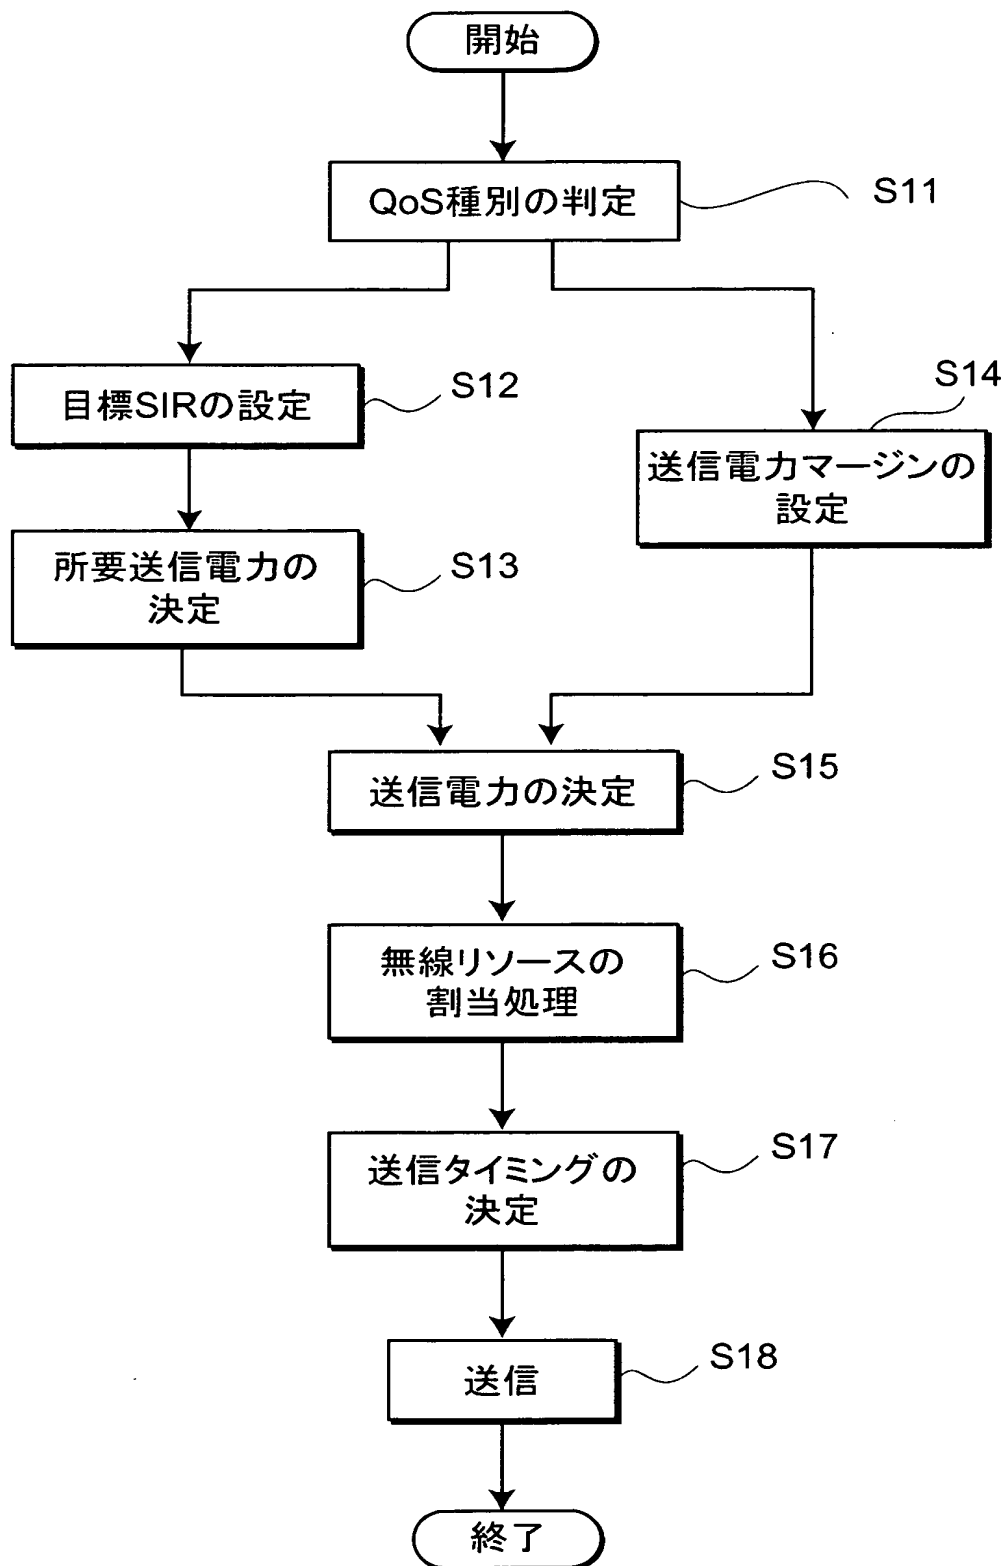 開始
QoS種別の判定
S11
目標SIRの設定
S12
所要送信電力の
決定
S13
送信電力マージンの
設定
S14
送信電力の決定
S15
無線リソースの
割当処理
S16
送信タイミングの
決定
S17
送信
S18
終了